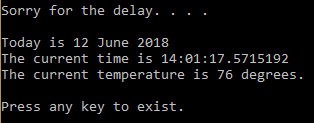 Sorry for the delay. . . .
Today is 12 June 2018
The current time is 14:01:17.5715192
The current temperature is 76 degrees.
Press any key to exist.